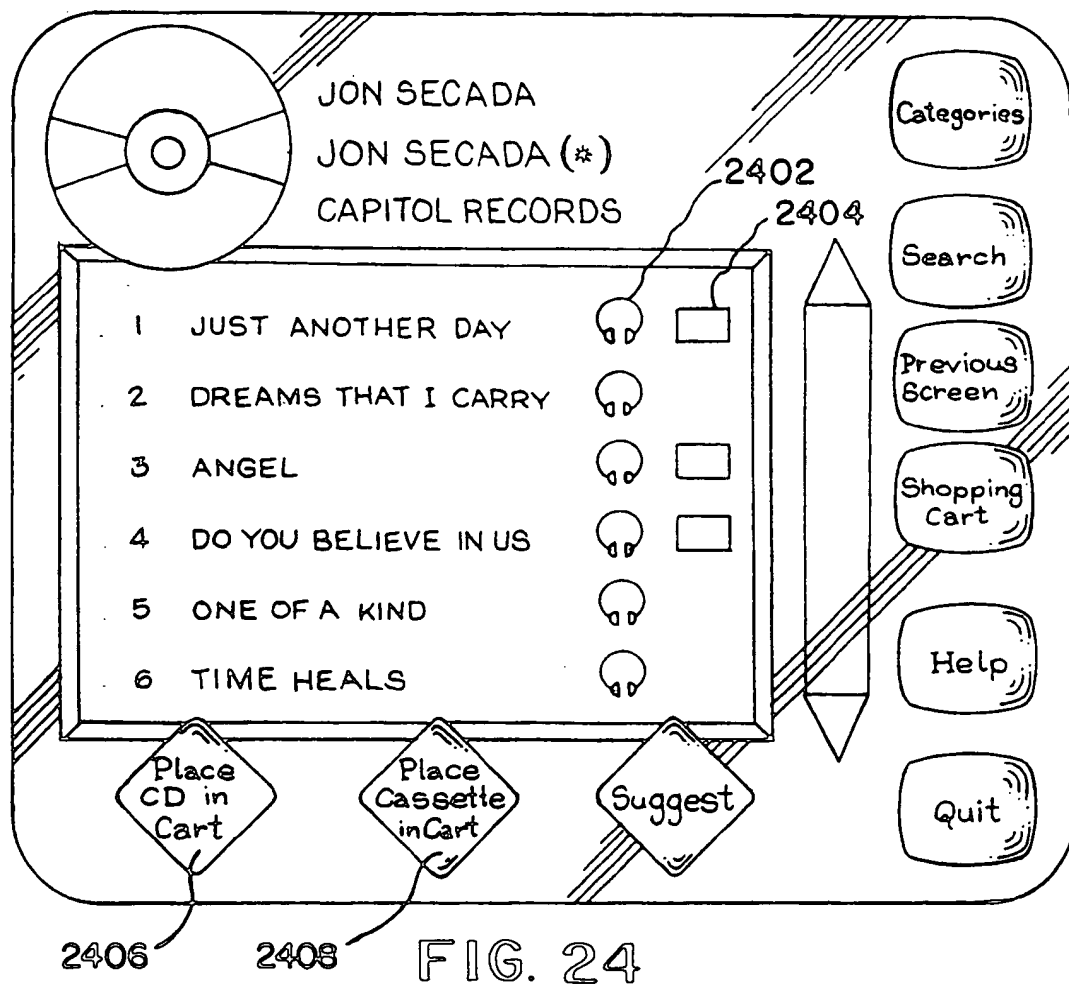 JON SECADA
JON SECADA (*)
CAPITOL RECORDS
2402
2404
1 JUST ANOTHER DAY
2 DREAMS THAT I CARRY
3 ANGEL
4 DO YOU BELIEVE IN US
5 ONE OF A KIND
6 TIME HEALS
Categories
Search
Previous
Screen
Shopping
Cart
Help
Quit
Place
CD in
Cart
Place
Cassette
in Cart
Suggest
2406
2408
FIG. 24